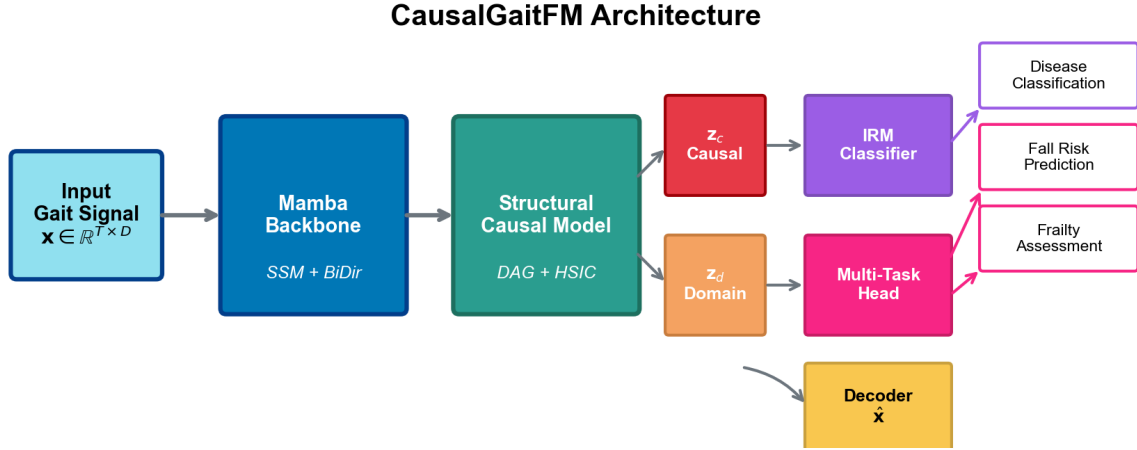 CausalGaitFM Architecture
Input
Gait Signal
𝐱 ∈ ℝ^{T × D}
Mamba
Backbone
SSM + BiDir
Structural
Causal Model
DAG + HSIC
𝐳_c
Causal
𝐳_d
Domain
IRM
Classifier
Multi-Task
Head
Decoder
𝐱̂
Disease
Classification
Fall Risk
Prediction
Frailty
Assessment